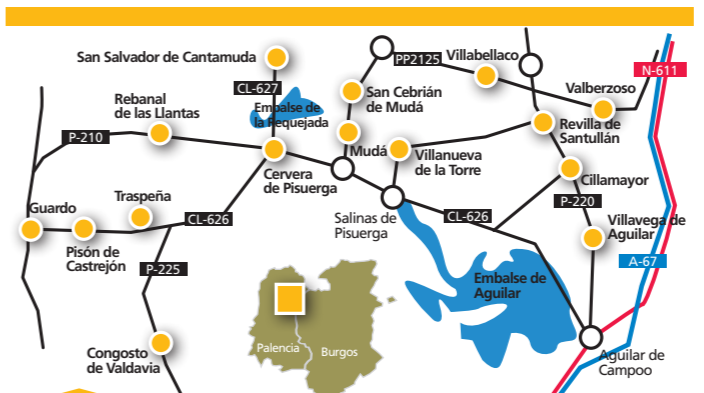 San Salvador de Cantamuda
PP2125
Villabellaco
N-611
CL-627
San Cebrián
de Mudá
Valberzoso
Rebanal
de las Llantas
Embalse de
la Requejada
Revilla de
Santullán
P-210
Mudá
Villanueva
de la Torre
Cervera
de Pisuerga
Cillamayor
Traspeña
P-220
Guardo
CL-626
Salinas de
Pisuerga
CL-626
Villavega de
Aguilar
Pisón de
Castrejón
P-225
A-67
Embalse de
Aguilar
Palencia
Burgos
Congosto
de Valdavia
Aguilar de
Campoo